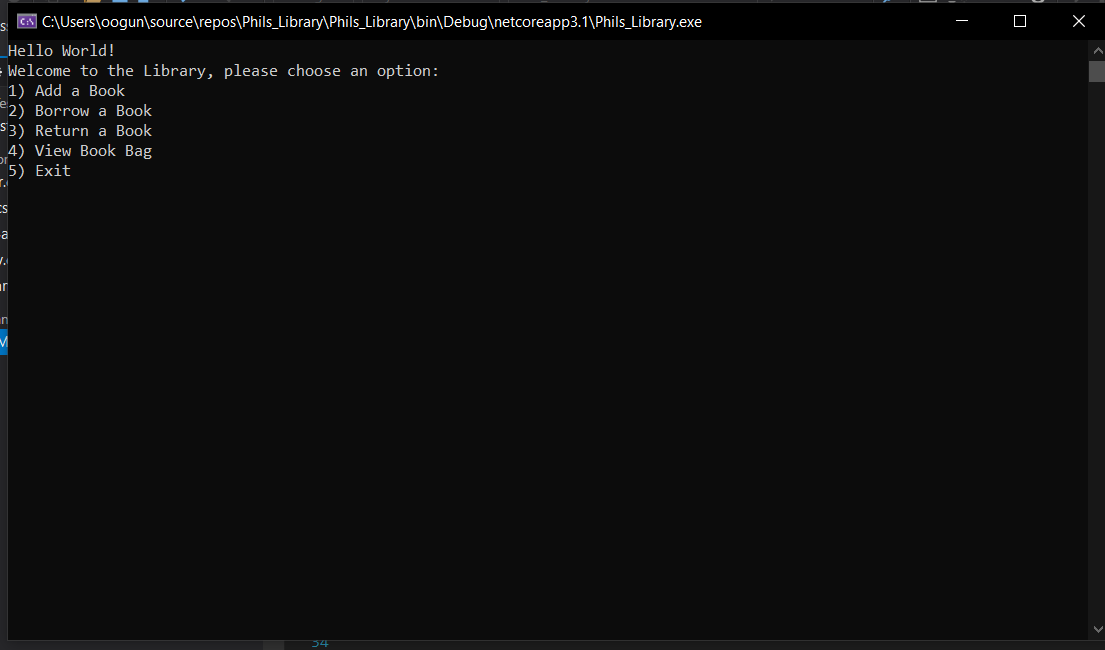 C:\Users\oogun\source\repos\Phils_Library\Phils_Library\bin\Debug\netcoreapp3.1\Phils_Library.exe
Hello World!
Welcome to the Library, please choose an option:
1) Add a Book
2) Borrow a Book
3) Return a Book
4) View Book Bag
5) Exit
34